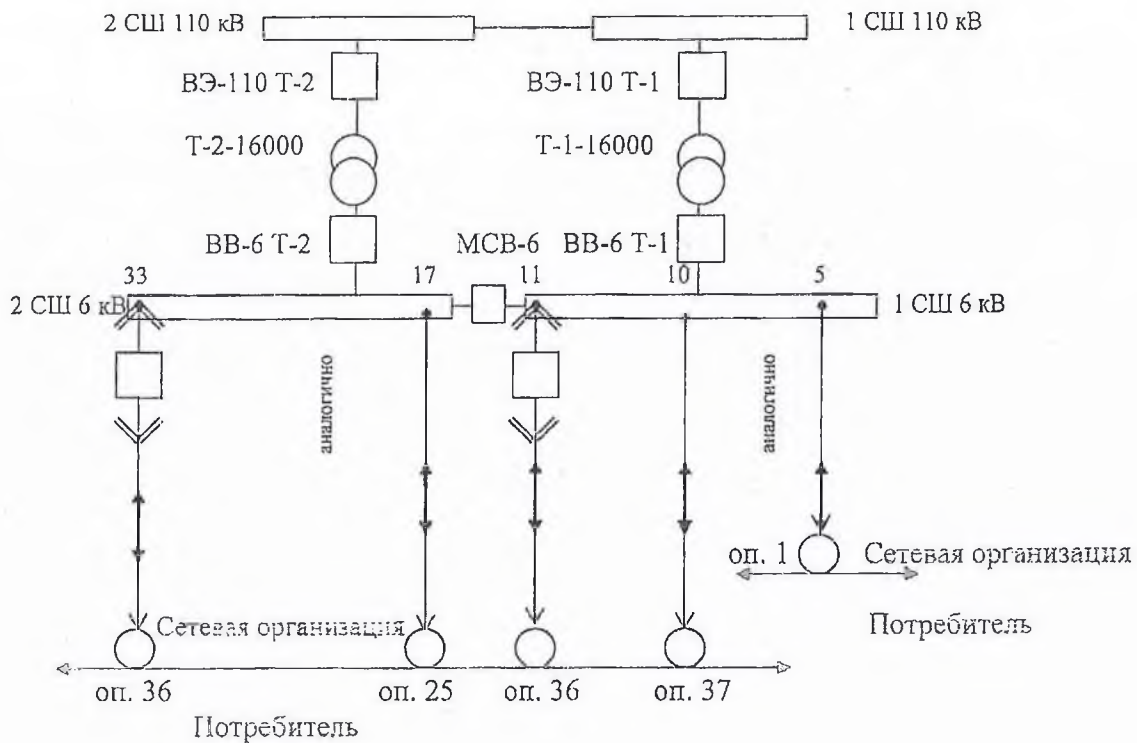 2 СШ 110 кВ
1 СШ 110 кВ
ВЭ-110 Т-2
ВЭ-110 Т-1
Т-2-16000
Т-1-16000
ВВ-6 Т-2
МСВ-6
ВВ-6 Т-1
33
17
11
10
5
2 СШ 6 кВ
1 СШ 6 кВ
аналогично
аналогично
оп. 1
Сетевая организация
Потребитель
Сетевая организация
оп. 36
оп. 25
оп. 36
оп. 37
Потребитель